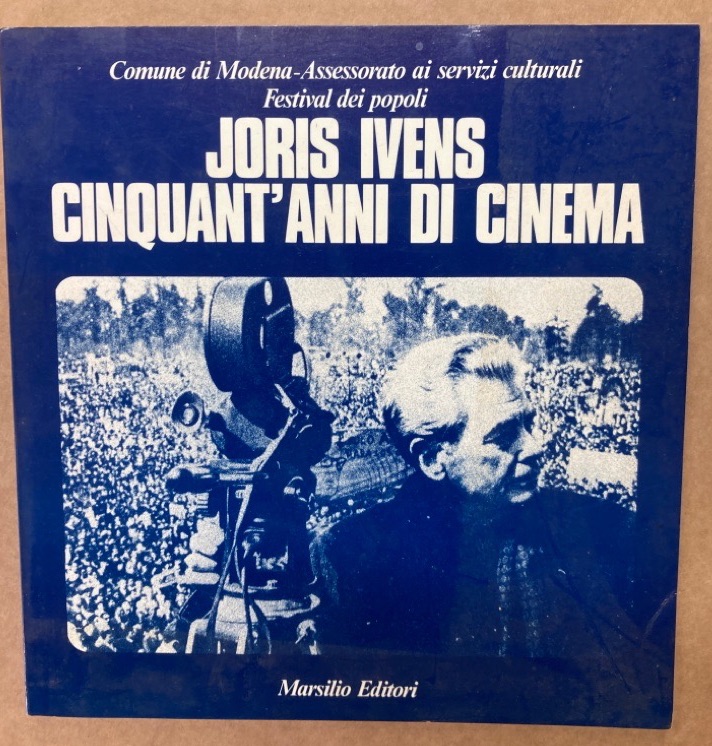 Comune di Modena-Assessorato ai servizi culturali
Festival dei popoli
JORIS IVENS
CINQUANT'ANNI DI CINEMA
Marsilio Editori